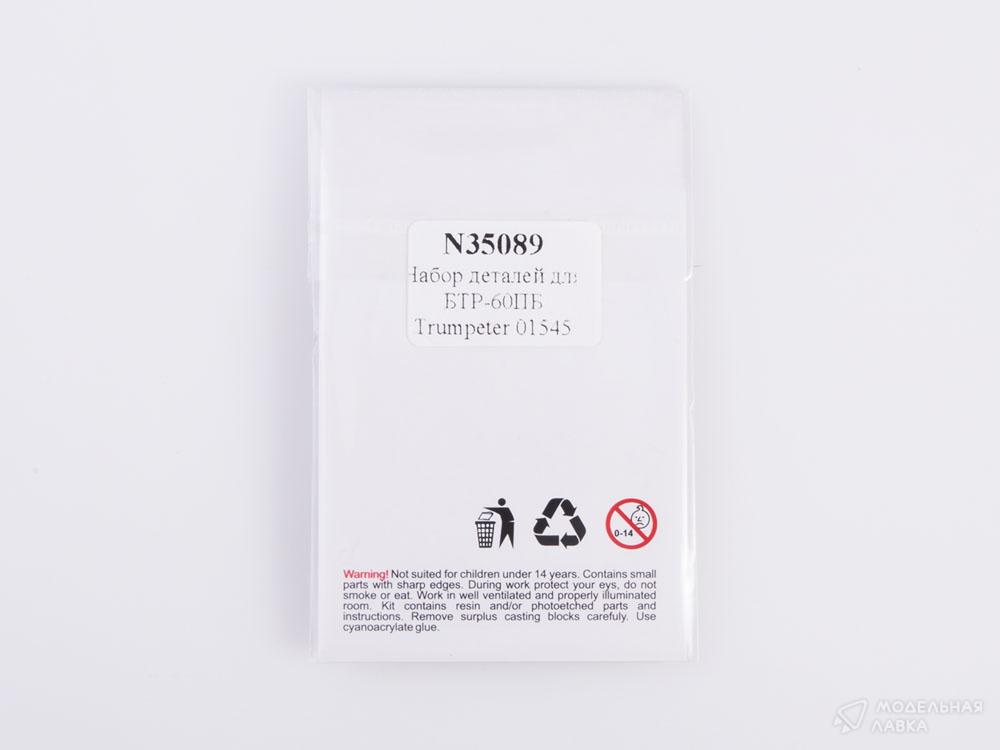 N35089
Набор деталей для
БТР-60ПБ
Trumpeter 01545
0-14
Warning! Not suited for children under 14 years. Contains small
parts with sharp edges. During work protect your eyes, do not
smoke or eat. Work in well ventilated and properly illuminated
room. Kit contains resin and/or photoetched parts and
instructions. Remove surplus casting blocks carefuly. Use
cyanoacrylate glue.
МОДЕЛЬНАЯ
ЛАВКА